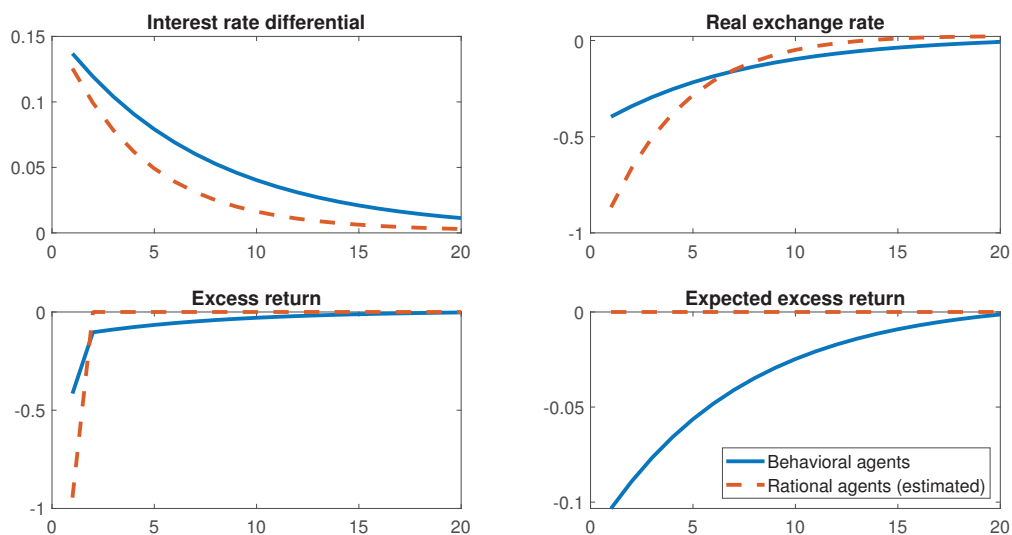 Interest rate differential
0.15
0.1
0.05
0
0 5 10 15 20
Real exchange rate
0
-0.5
-1
0 5 10 15 20
Excess return
0
-0.5
-1
0 5 10 15 20
Expected excess return
0
-0.05
-0.1
0 5 10 15 20
Behavioral agents
Rational agents (estimated)